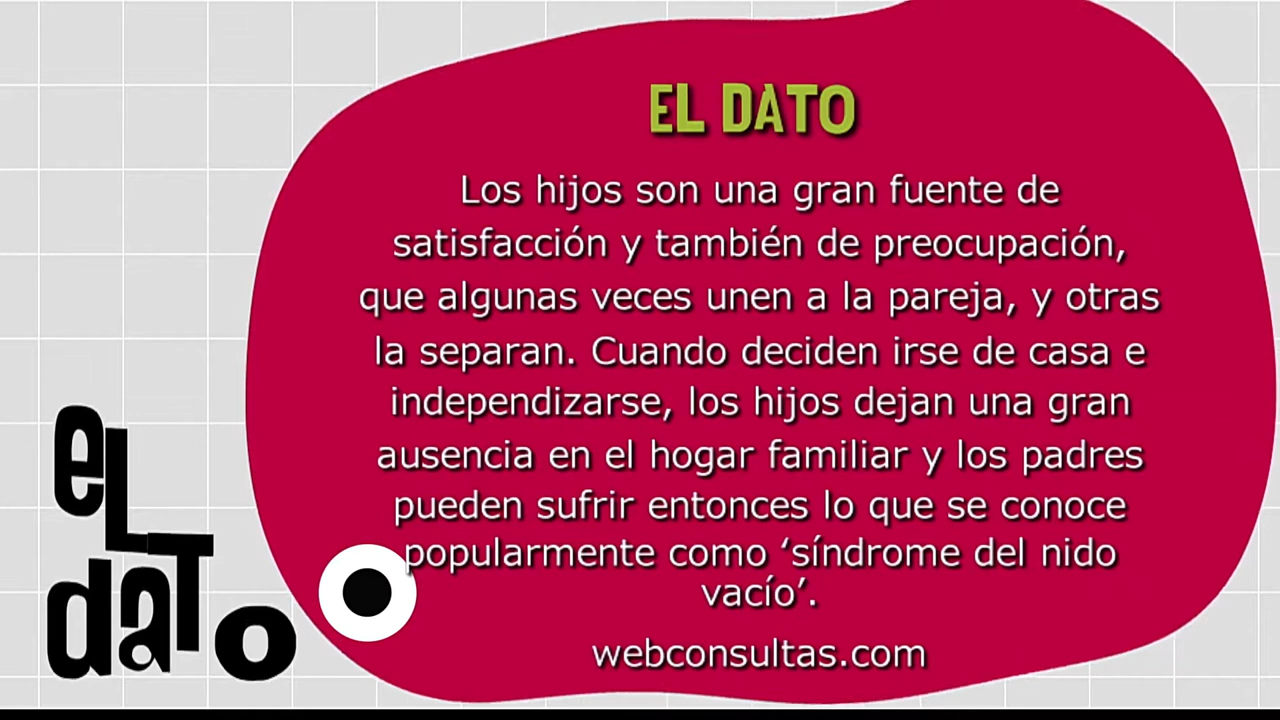 EL DATO
Los hijos son una gran fuente de
satisfacción y también de preocupación,
que algunas veces unen a la pareja, y otras
la separan. Cuando deciden irse de casa e
independizarse, los hijos dejan una gran
ausencia en el hogar familiar y los padres
pueden sufrir entonces lo que se conoce
popularmente como ‘síndrome del nido
vacío’.
webconsultas.com
eL
daTo